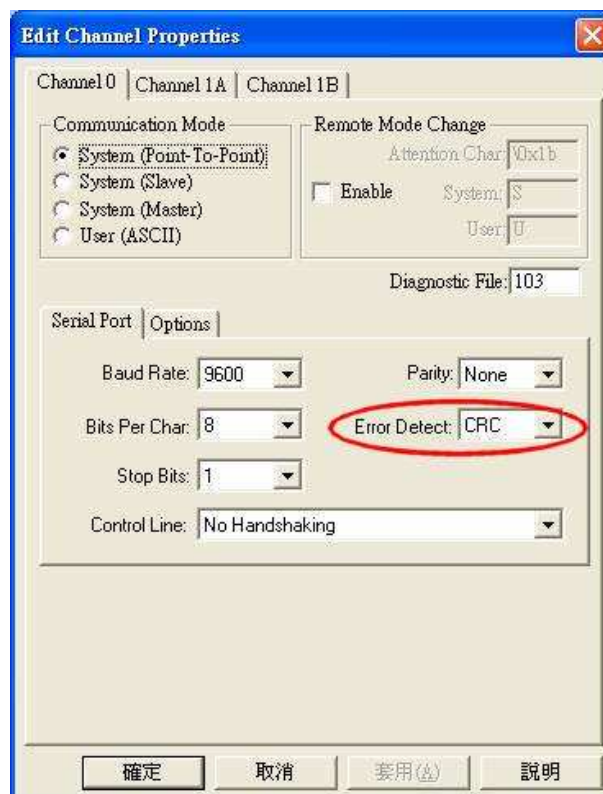 Edit Channel Properties
Channel 0 Channel 1A Channel 1B
Communication Mode
System (Point-To-Point)
System (Slave)
System (Master)
User (ASCII)
Remote Mode Change
Attention Char: \0x1b
Enable
System: S
User: U
Diagnostic File: 103
Serial Port Options
Baud Rate: 9600
Parity: None
Bits Per Char: 8
Error Detect: CRC
Stop Bits: 1
Control Line: No Handshaking
確定 取消 套用(A) 說明